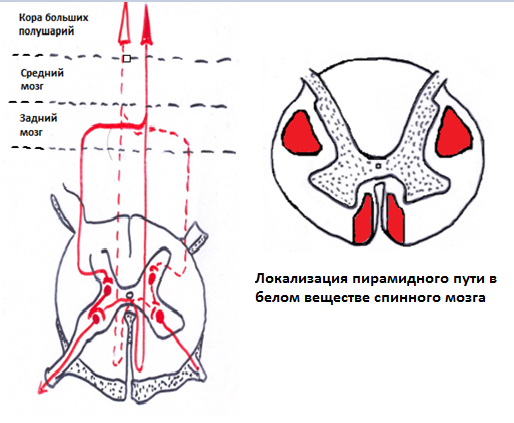 Кора больших
полушарий
Средний
мозг
Задний
мозг
Локализация пирамидного пути в
белом веществе спинного мозга